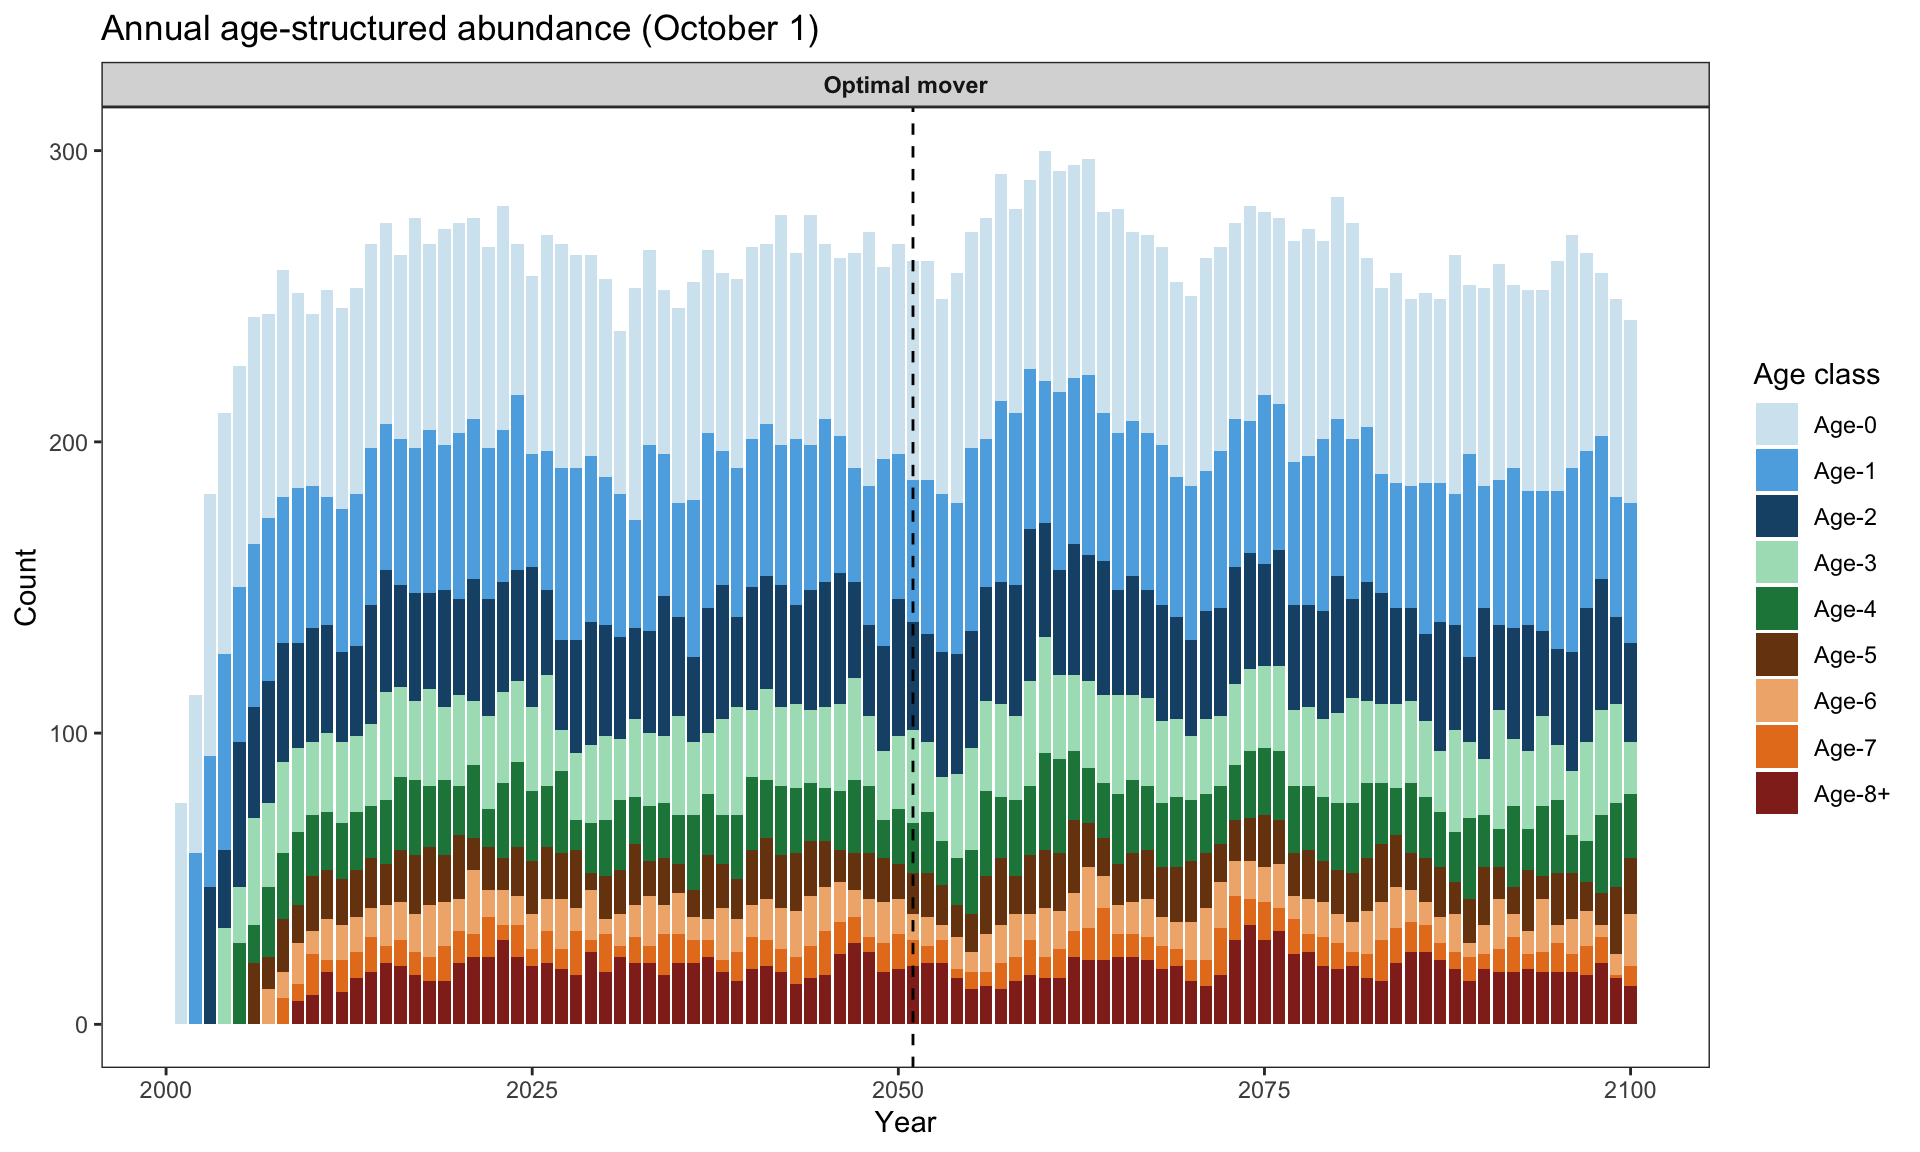 Annual age-structured abundance (October 1)
Optimal mover
300
200
100
0
Count
2000
2025
2050
2075
2100
Year
Age class
Age-0
Age-1
Age-2
Age-3
Age-4
Age-5
Age-6
Age-7
Age-8+